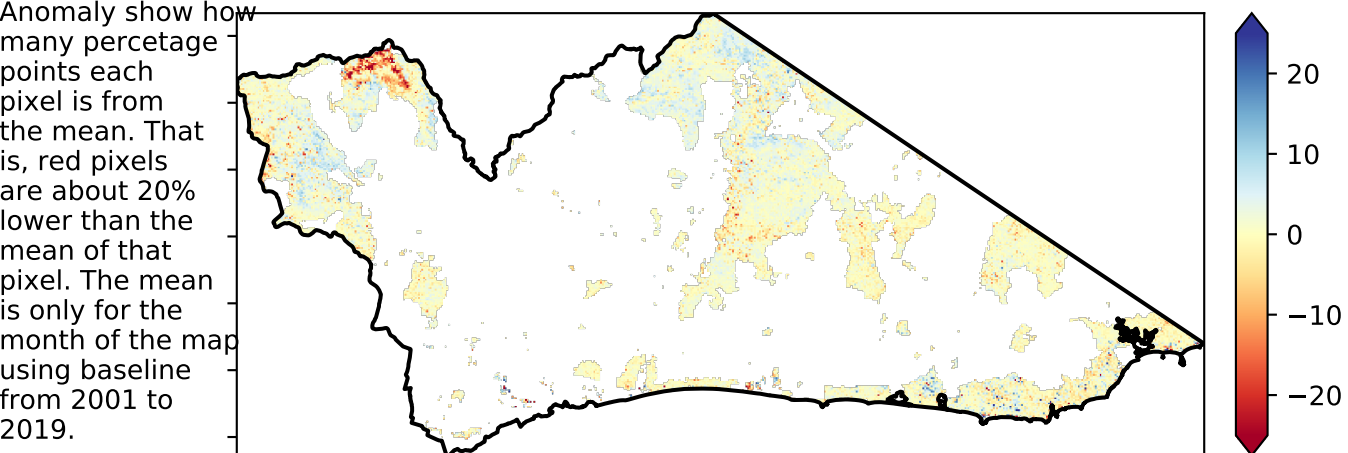 Anomaly show how
many percetage
points each
pixel is from
the mean. That
is, red pixels
are about 20%
lower than the
mean of that
pixel. The mean
is only for the
month of the map
using baseline
from 2001 to
2019.
20
10
0
−10
−20